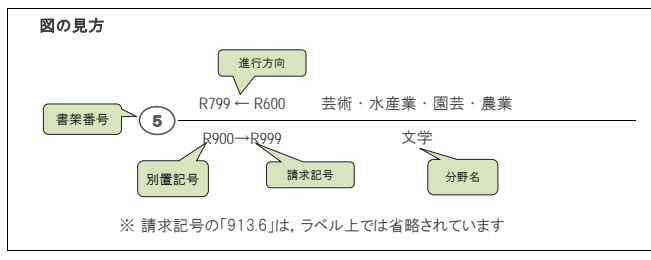 図の見方
進行方向
R799 ← R600 芸術・水産業・園芸・農業
書架番号
5
R900→R999 文学
別置記号
請求記号
分野名
※ 請求記号の「913.6」は, ラベル上では省略されています